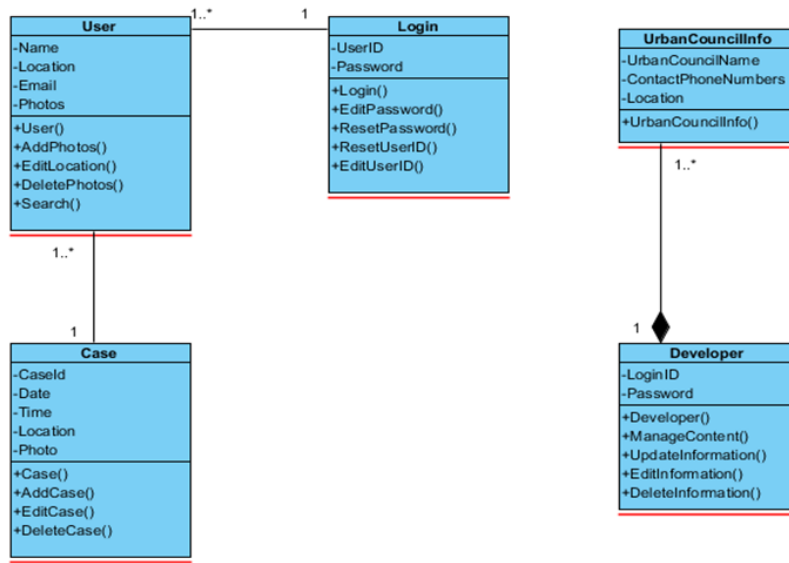 User
-Name
-Location
-Email
-Photos
+User()
+AddPhotos()
+EditLocation()
+DeletePhotos()
+Search()
1..*
1
Login
-UserID
-Password
+Login()
+EditPassword()
+ResetPassword()
+ResetUserID()
+EditUserID()
UrbanCouncilInfo
-UrbanCouncilName
-ContactPhoneNumbers
-Location
+UrbanCouncilInfo()
1..*
1..*
1
1
Case
-CaseId
-Date
-Time
-Location
-Photo
+Case()
+AddCase()
+EditCase()
+DeleteCase()
Developer
-LoginID
-Password
+Developer()
+ManageContent()
+UpdateInformation()
+EditInformation()
+DeleteInformation()